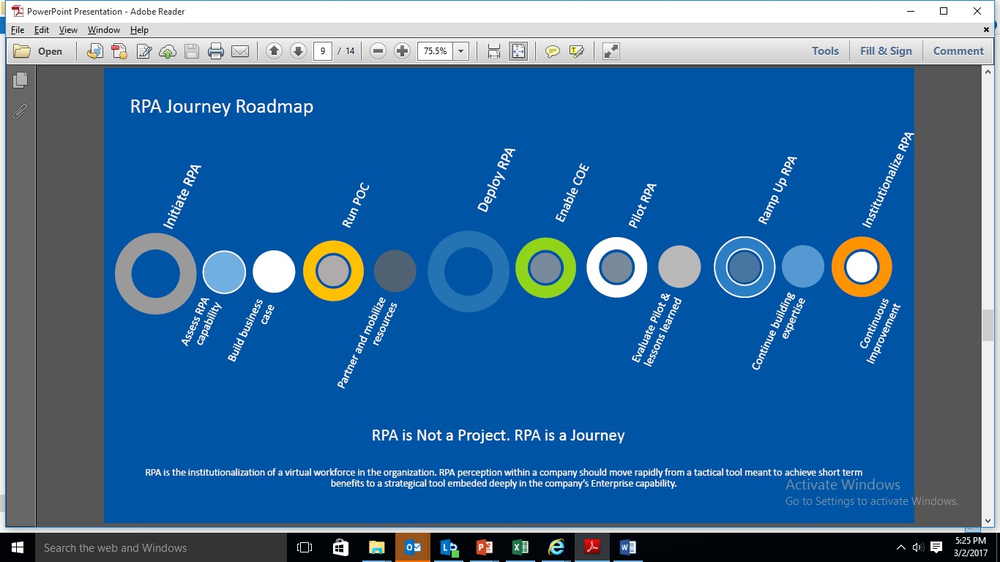 PowerPoint Presentation - Adobe Reader
File Edit View Window Help
Open 9 / 14 75.5% Tools Fill & Sign Comment
RPA Journey Roadmap
Initiate RPA
Run POC
Deploy RPA
Enable COE
Pilot RPA
Ramp Up RPA
Institutionalize RPA
Assess RPA
capability
Build business
case
Partner and mobilize
resources
Evaluate Pilot &
lessons learned
Continue building
expertise
Continuous
Improvement
RPA is Not a Project. RPA is a Journey
RPA is the institutionalization of a virtual workforce in the organization. RPA perception within a company should move rapidly from a tactical tool meant to achieve short term
benefits to a strategical tool embeded deeply in the company’s Enterprise capability.
Activate Windows
Go to Settings to activate Windows.
Search the web and Windows
5:25 PM
3/2/2017